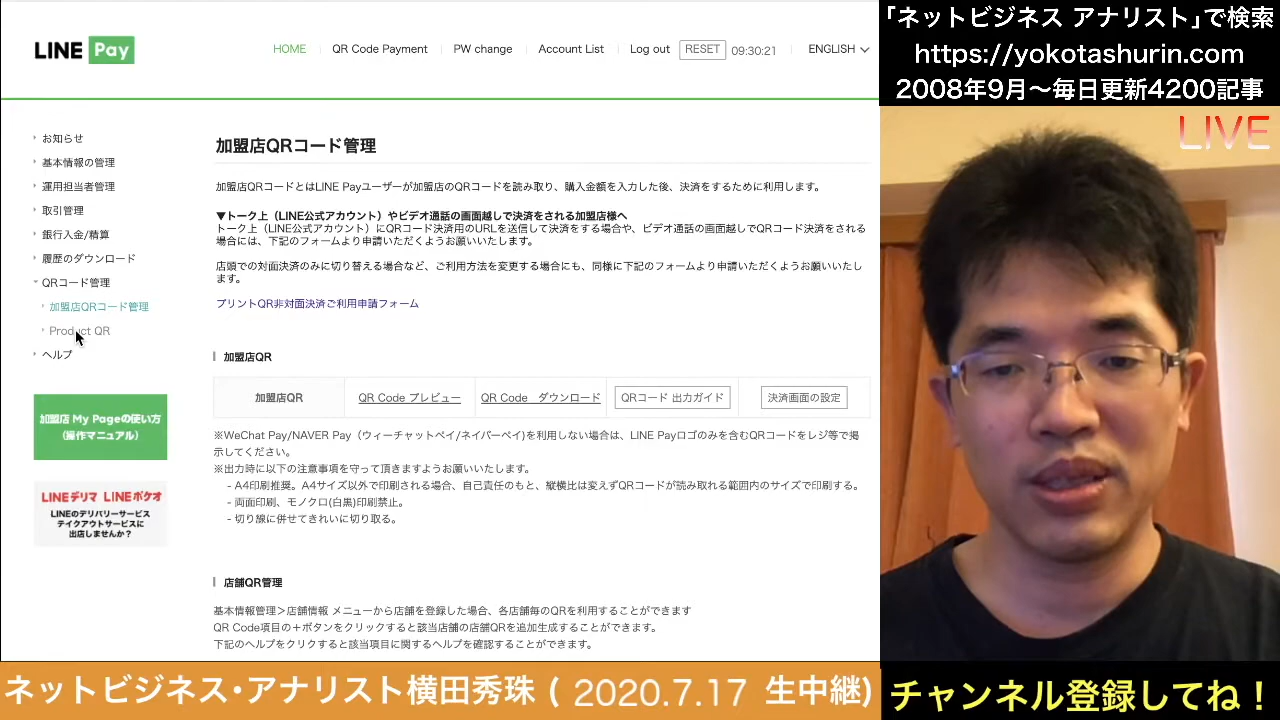 LINE Pay
HOME
QR Code Payment
PW change
Account List
Log out
RESET
09:30:21
ENGLISH
お知らせ
基本情報の管理
運用担当者管理
取引管理
銀行入金/精算
履歴のダウンロード
QRコード管理
加盟店QRコード管理
Product QR
ヘルプ
加盟店 My Pageの使い方
(操作マニュアル)
LINEデリマ LINEポケオ
LINEのデリバリーサービス
テイクアウトサービスに
出店しませんか？
加盟店QRコード管理
加盟店QRコードとはLINE Payユーザーが加盟店のQRコードを読み取り、購入金額を入力した後、決済をするために利用します。
▼トーク上（LINE公式アカウント）やビデオ通話の画面越しで決済をされる加盟店様へ
トーク上（LINE公式アカウント）にQRコード決済用のURLを送信して決済をする場合や、ビデオ通話の画面越しでQRコード決済をされる
場合には、下記のフォームより申請いただくようお願いいたします。
店頭での対面決済のみに切り替える場合など、ご利用方法を変更する場合にも、同様に下記のフォームより申請いただくようお願いいたし
ます。
プリントQR非対面決済ご利用申請フォーム
加盟店QR
加盟店QR
QR Code プレビュー
QR Code　ダウンロード
QRコード 出力ガイド
決済画面の設定
※WeChat Pay/NAVER Pay（ウィーチャットペイ/ネイバーペイ)を利用しない場合は、LINE Payロゴのみを含むQRコードをレジ等で掲
示してください。
※出力時に以下の注意事項を守って頂きますようお願いいたします。
- A4印刷推奨。A4サイズ以外で印刷される場合、自己責任のもと、縦横比は変えずQRコードが読み取れる範囲内のサイズで印刷する。
- 両面印刷、モノクロ(白黒)印刷禁止。
- 切り線に併せてきれいに切り取る。
店舗QR管理
基本情報管理＞店舗情報 メニューから店舗を登録した場合、各店舗毎のQRを利用することができます
QR Code項目の＋ボタンをクリックすると該当店舗の店舗QRを追加生成することができます。
下記のヘルプをクリクすると該当項目に関するヘルプを確認することができます。
「ネットビジネス アナリスト」で検索
https://yokotashurin.com
2008年9月〜毎日更新4200記事
LIVE
ネットビジネス・アナリスト横田秀珠 ( 2020.7.17 生中継)
チャンネル登録してね！